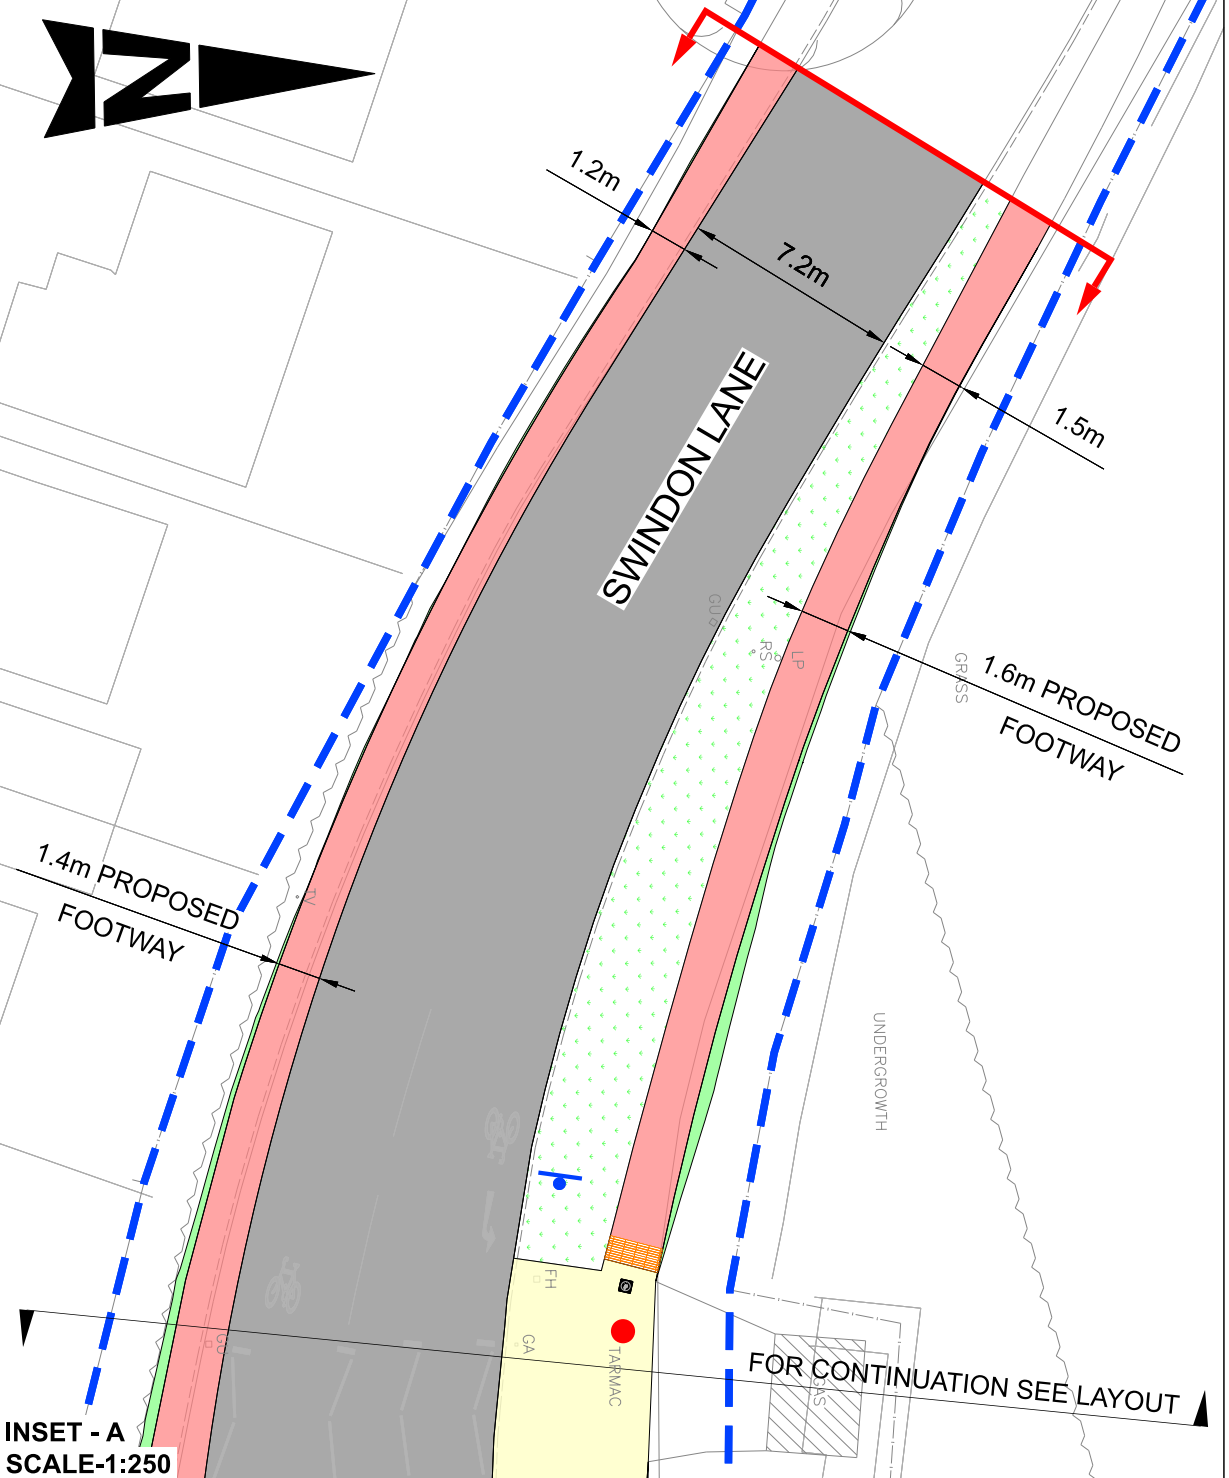 N
1.2m
7.2m
SWINDON LANE
1.5m
GU
RS
LP
1.6m PROPOSED
FOOTWAY
GRASS
1.4m PROPOSED
FOOTWAY
TV
UNDERGROWTH
FH
GU
GA
TARMAC
GAS
FOR CONTINUATION SEE LAYOUT
INSET - A
SCALE-1:250